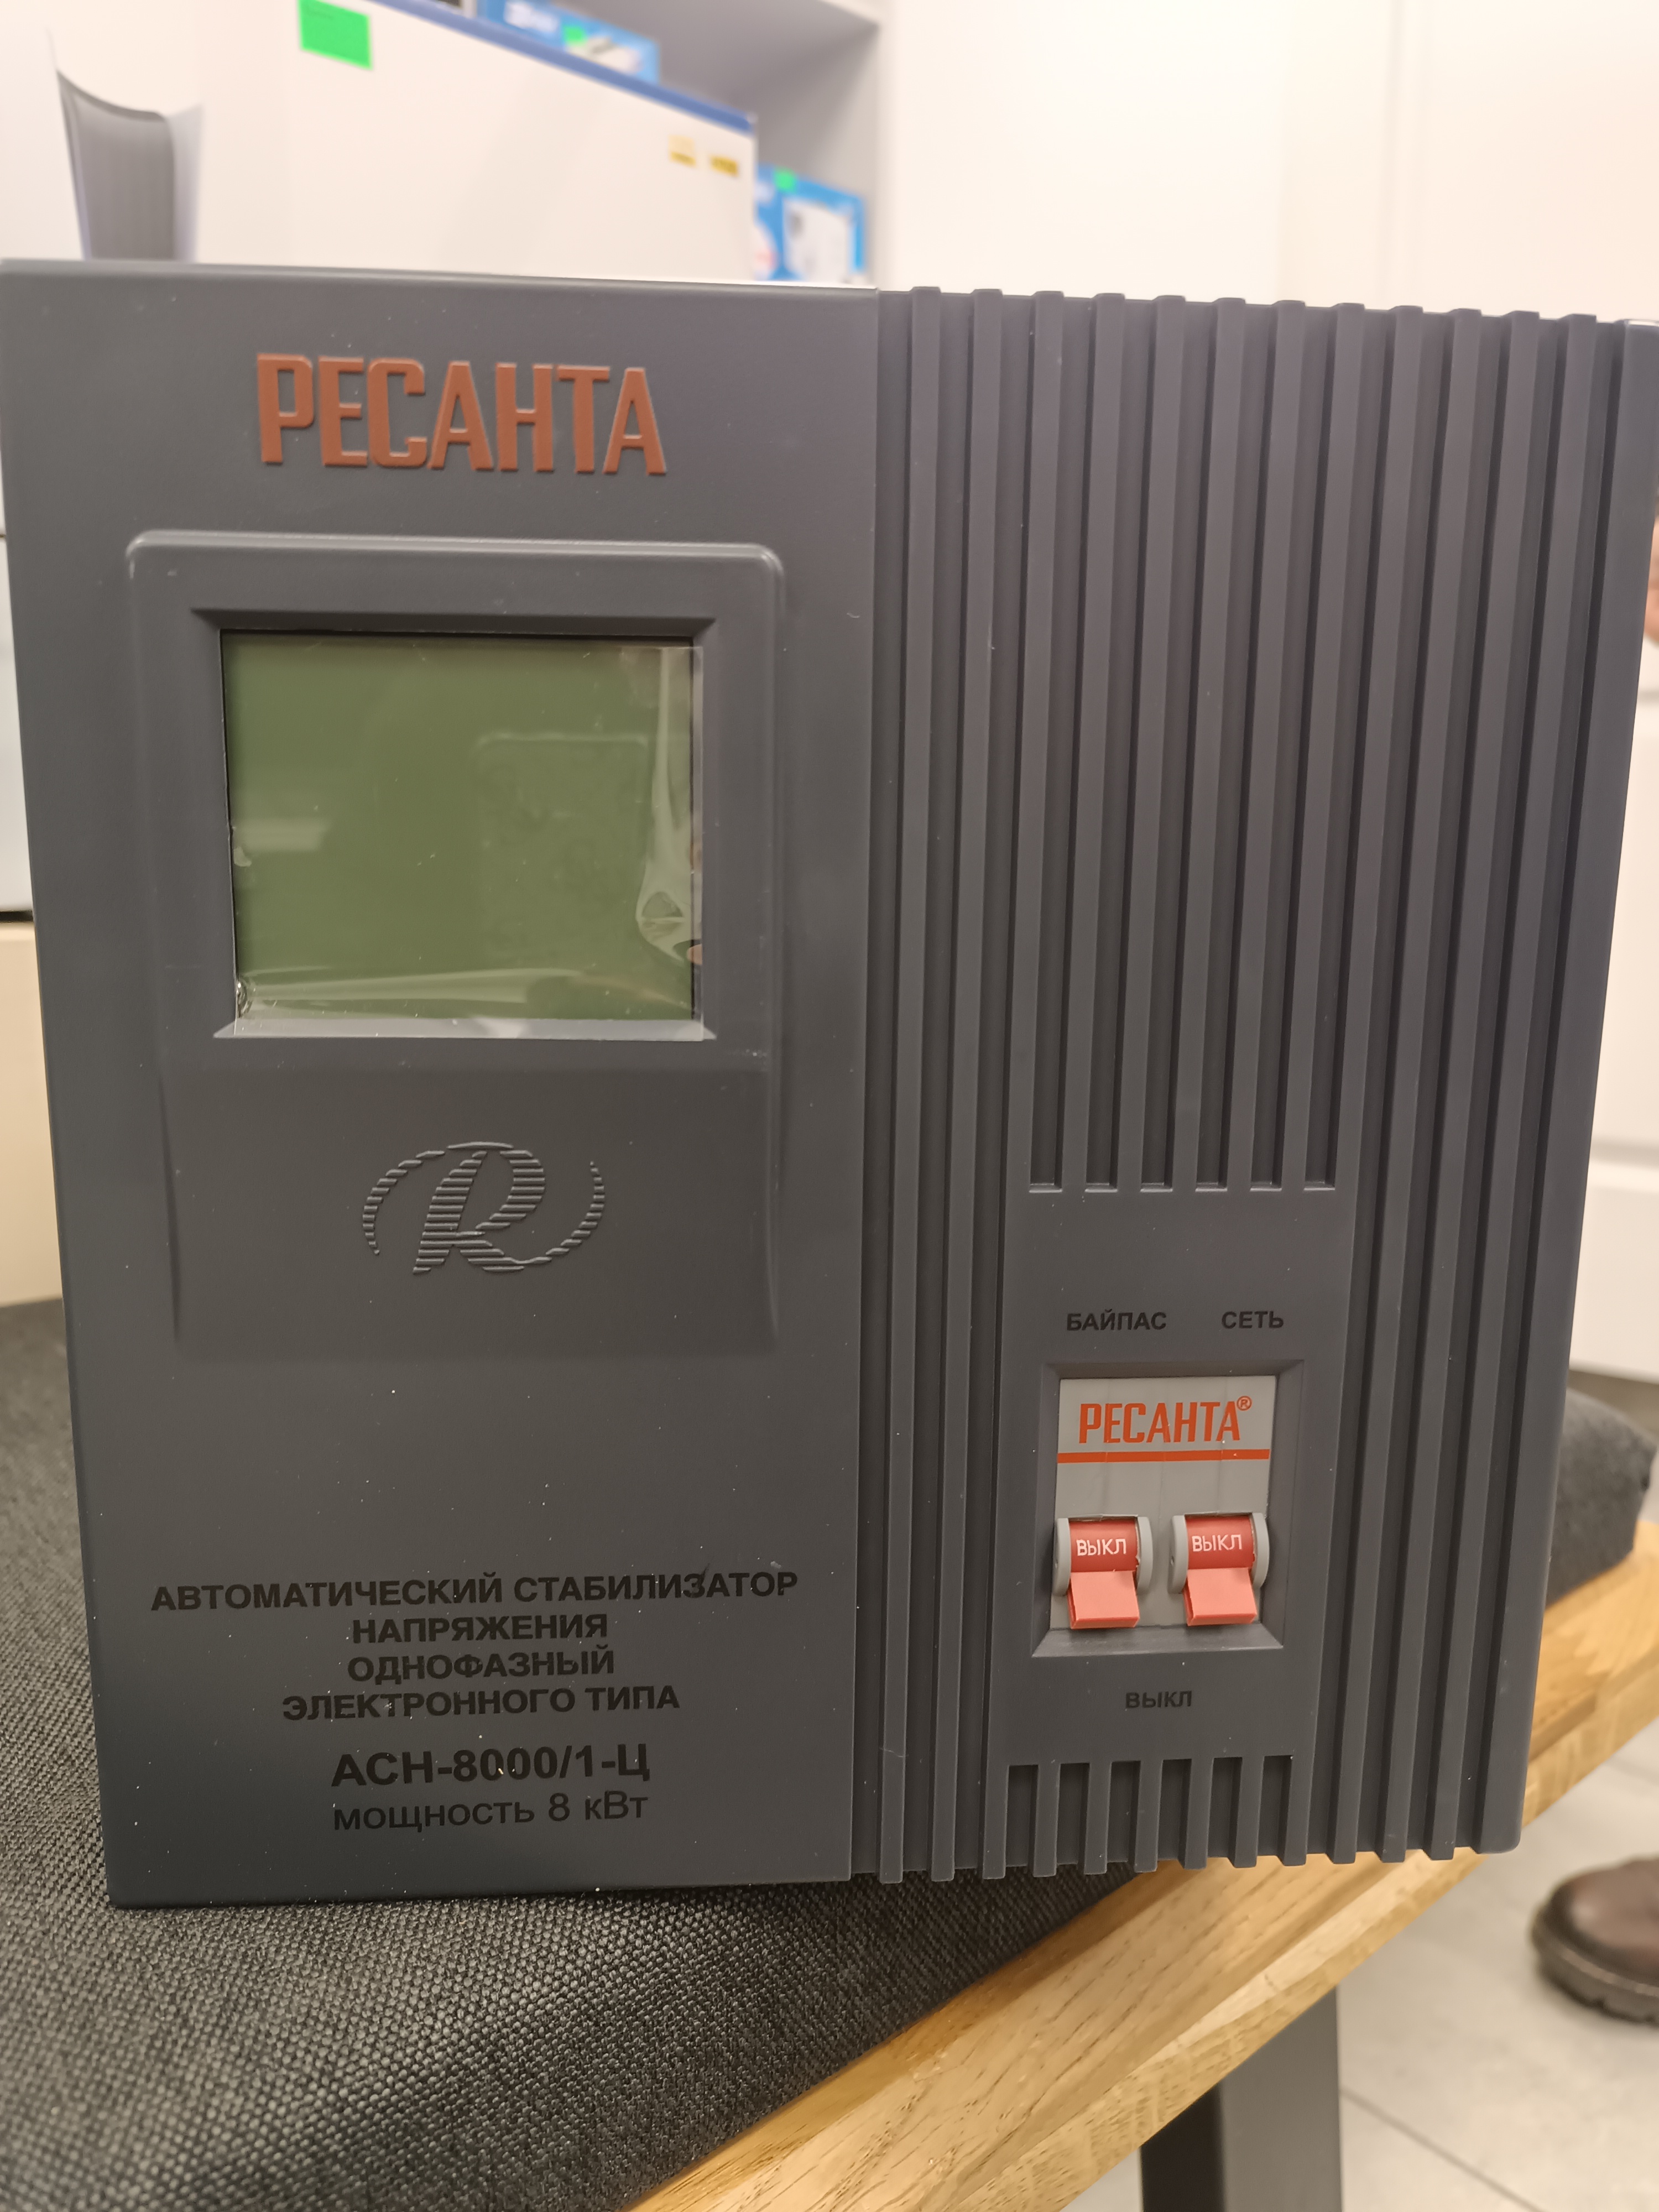 РЕСАНТА
R
БАЙПАС СЕТЬ
РЕСАНТА®
ВЫКЛ ВЫКЛ
ВЫКЛ
АВТОМАТИЧЕСКИЙ СТАБИЛИЗАТОР
НАПРЯЖЕНИЯ
ОДНОФАЗНЫЙ
ЭЛЕКТРОННОГО ТИПА
АСН-8000/1-Ц
МОЩНОСТЬ 8 кВт